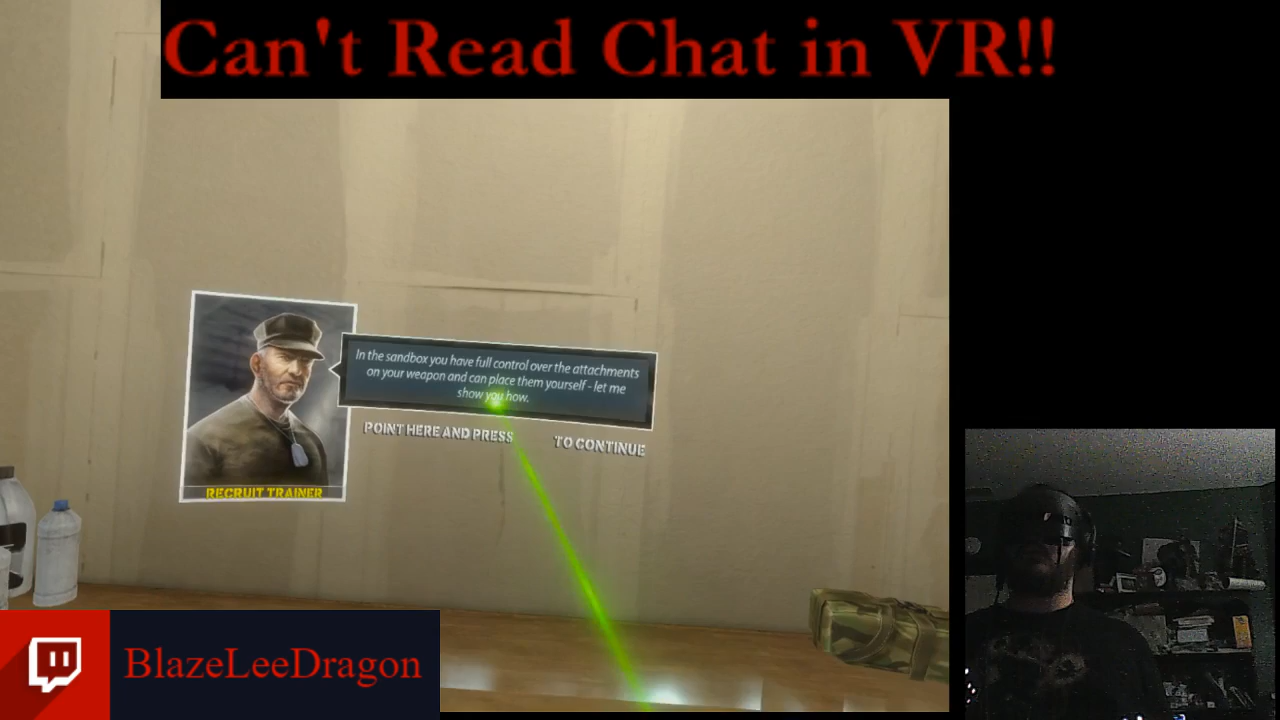 Can't Read Chat in VR!!
In the sandbox you have full control over the attachments
on your weapon and can place them yourself - let me
show you how.
POINT HERE AND PRESS TO CONTINUE
RECRUIT TRAINER
BlazeLeeDragon